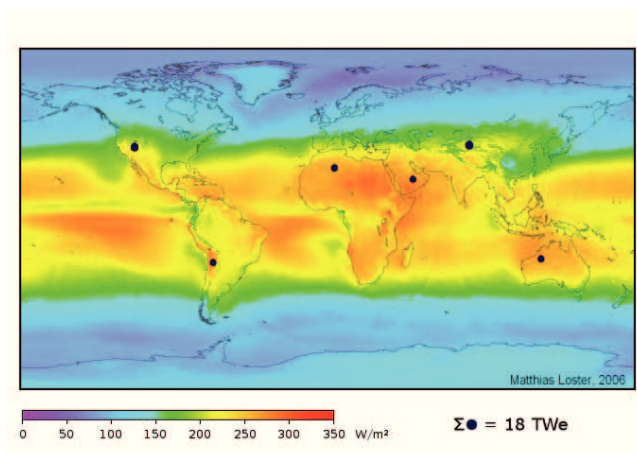 Matthias Loster, 2006
0 50 100 150 200 250 300 350 W/m²
Σ● = 18 TWe